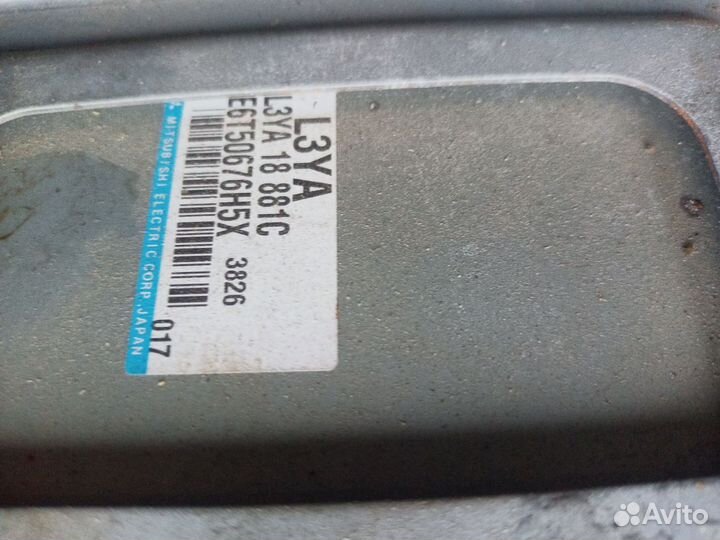 L3YA
L3YA 18 881C
E6T50676H5X 3826
017
MITSUBISHI ELECTRIC CORP. JAPAN
Avito